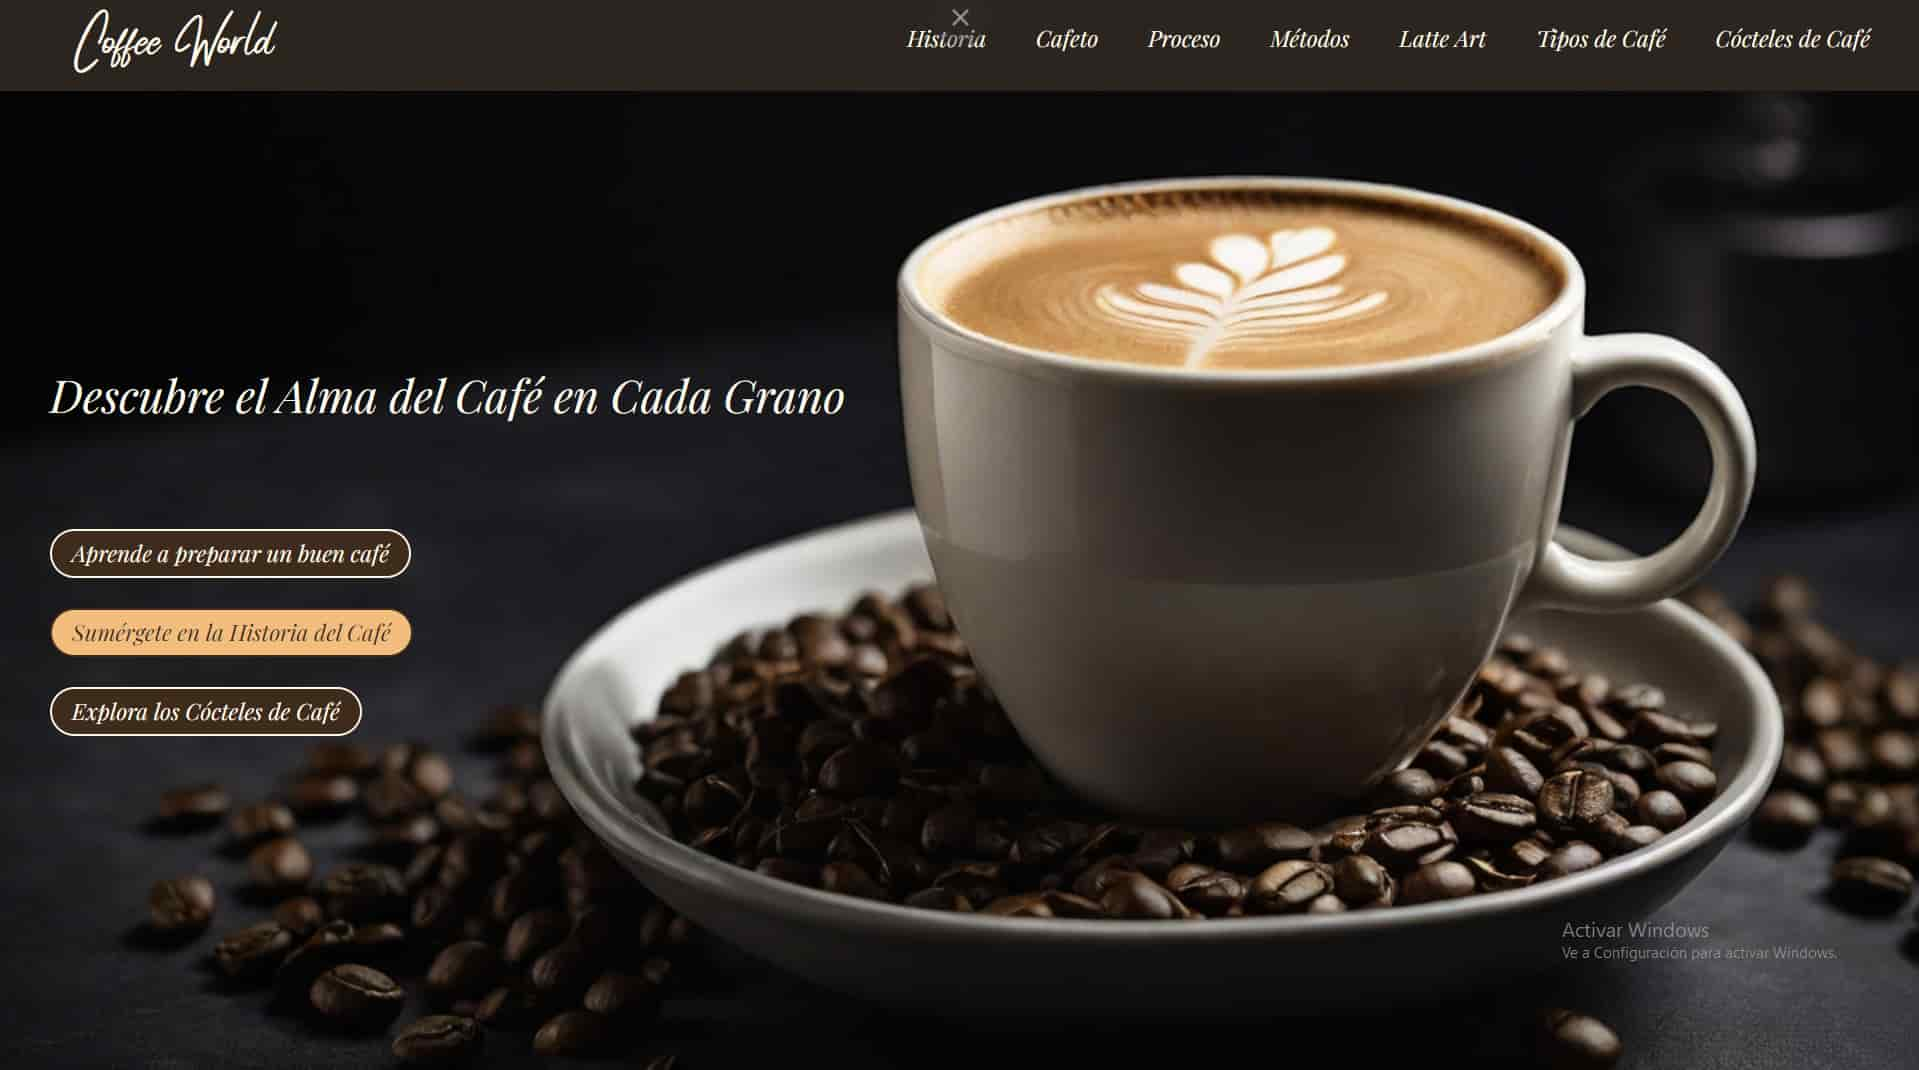 Coffee World
Historia
Cafeto
Proceso
Métodos
Latte Art
Tipos de Café
Cócteles de Café
Descubre el Alma del Café en Cada Grano
Aprende a preparar un buen café
Sumérgete en la Historia del Café
Explora los Cócteles de Café
Activar Windows
Ve a Configuración para activar Windows.